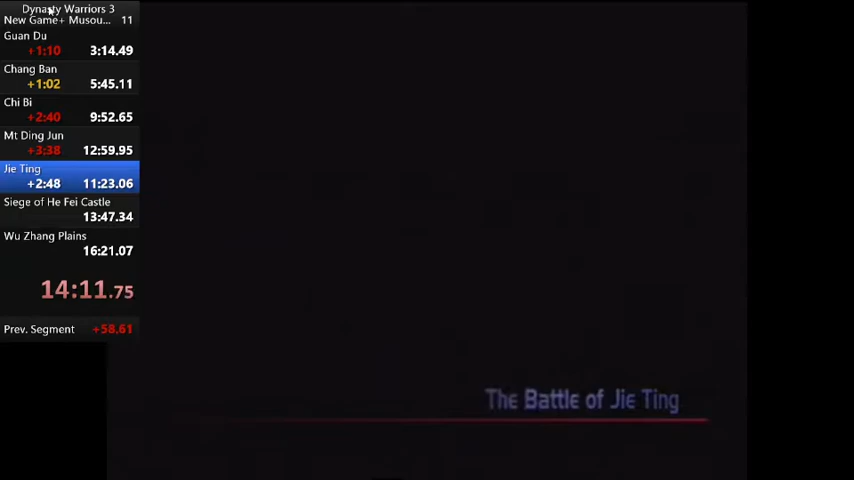 Dynasty Warriors 3
New Game+ Musou... 11
Guan Du
+1:10 3:14.49
Chang Ban
+1:02 5:45.11
Chi Bi
+2:40 9:52.65
Mt Ding Jun
+3:38 12:59.95
Jie Ting
+2:48 11:23.06
Siege of He Fei Castle
13:47.34
Wu Zhang Plains
16:21.07
14:11.75
Prev. Segment +58.61
The Battle of Jie Ting